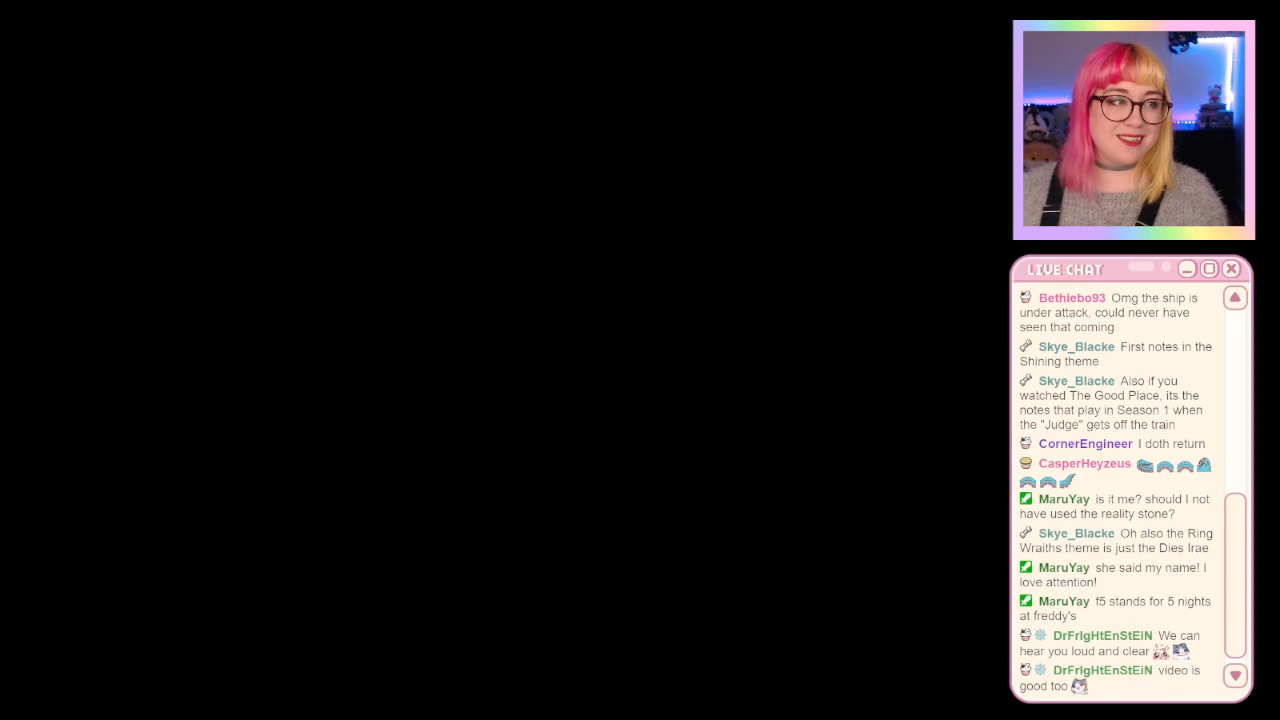 LIVE CHAT
Bethiebo93 Omg the ship is
under attack, could never have
seen that coming
Skye_Blacke First notes in the
Shining theme
Skye_Blacke Also if you
watched The Good Place, its the
notes that play in Season 1 when
the "Judge" gets off the train
CornerEngineer I doth return
CasperHeyzeus
MaruYay is it me? should I not
have used the reality stone?
Skye_Blacke Oh also the Ring
Wraiths theme is just the Dies Irae
MaruYay she said my name! I
love attention!
MaruYay f5 stands for 5 nights
at freddy's
DrFrIgHtEnStEiN We can
hear you loud and clear
DrFrIgHtEnStEiN video is
good too